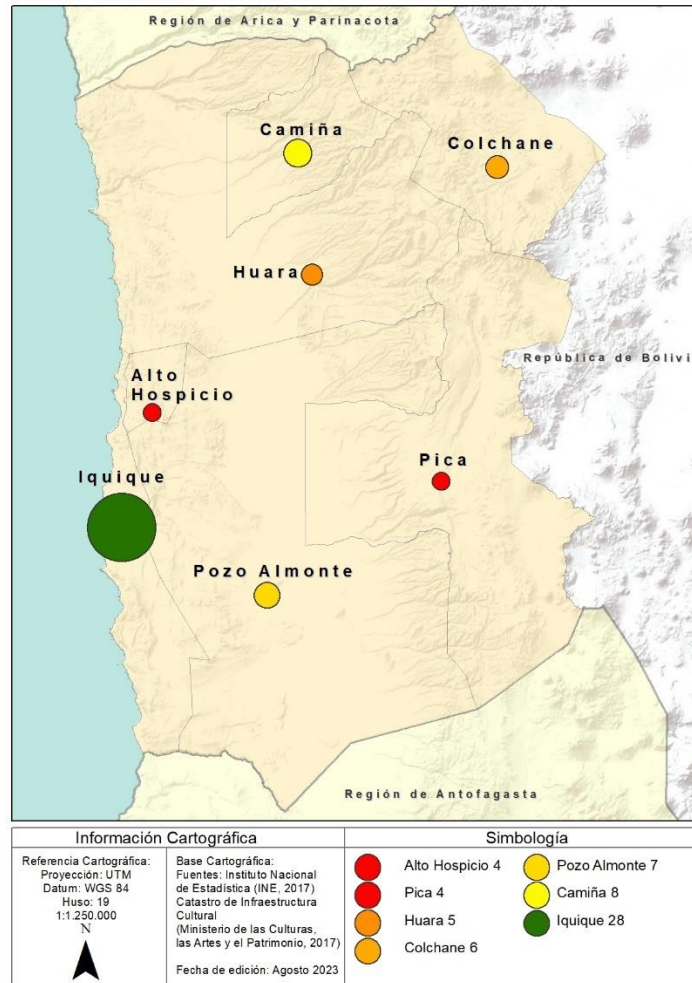 Región de Arica y Parinacota
Camiña
Colchane
Huara
República de Bolivi
Alto
Hospicio
Pica
Iquique
Pozo Almonte
Región de Antofagasta
Información Cartográfica
Referencia Cartográfica:
Proyección: UTM
Datum: WGS 84
Huso: 19
1:1.250.000
N
Base Cartográfica:
Fuentes: Instituto Nacional
de Estadística (INE, 2017)
Catastro de Infraestructura
Cultural
(Ministerio de las Culturas,
las Artes y el Patrimonio, 2017)
Fecha de edición: Agosto 2023
Simbología
Alto Hospicio 4
Pica 4
Huara 5
Colchane 6
Pozo Almonte 7
Camiña 8
Iquique 28